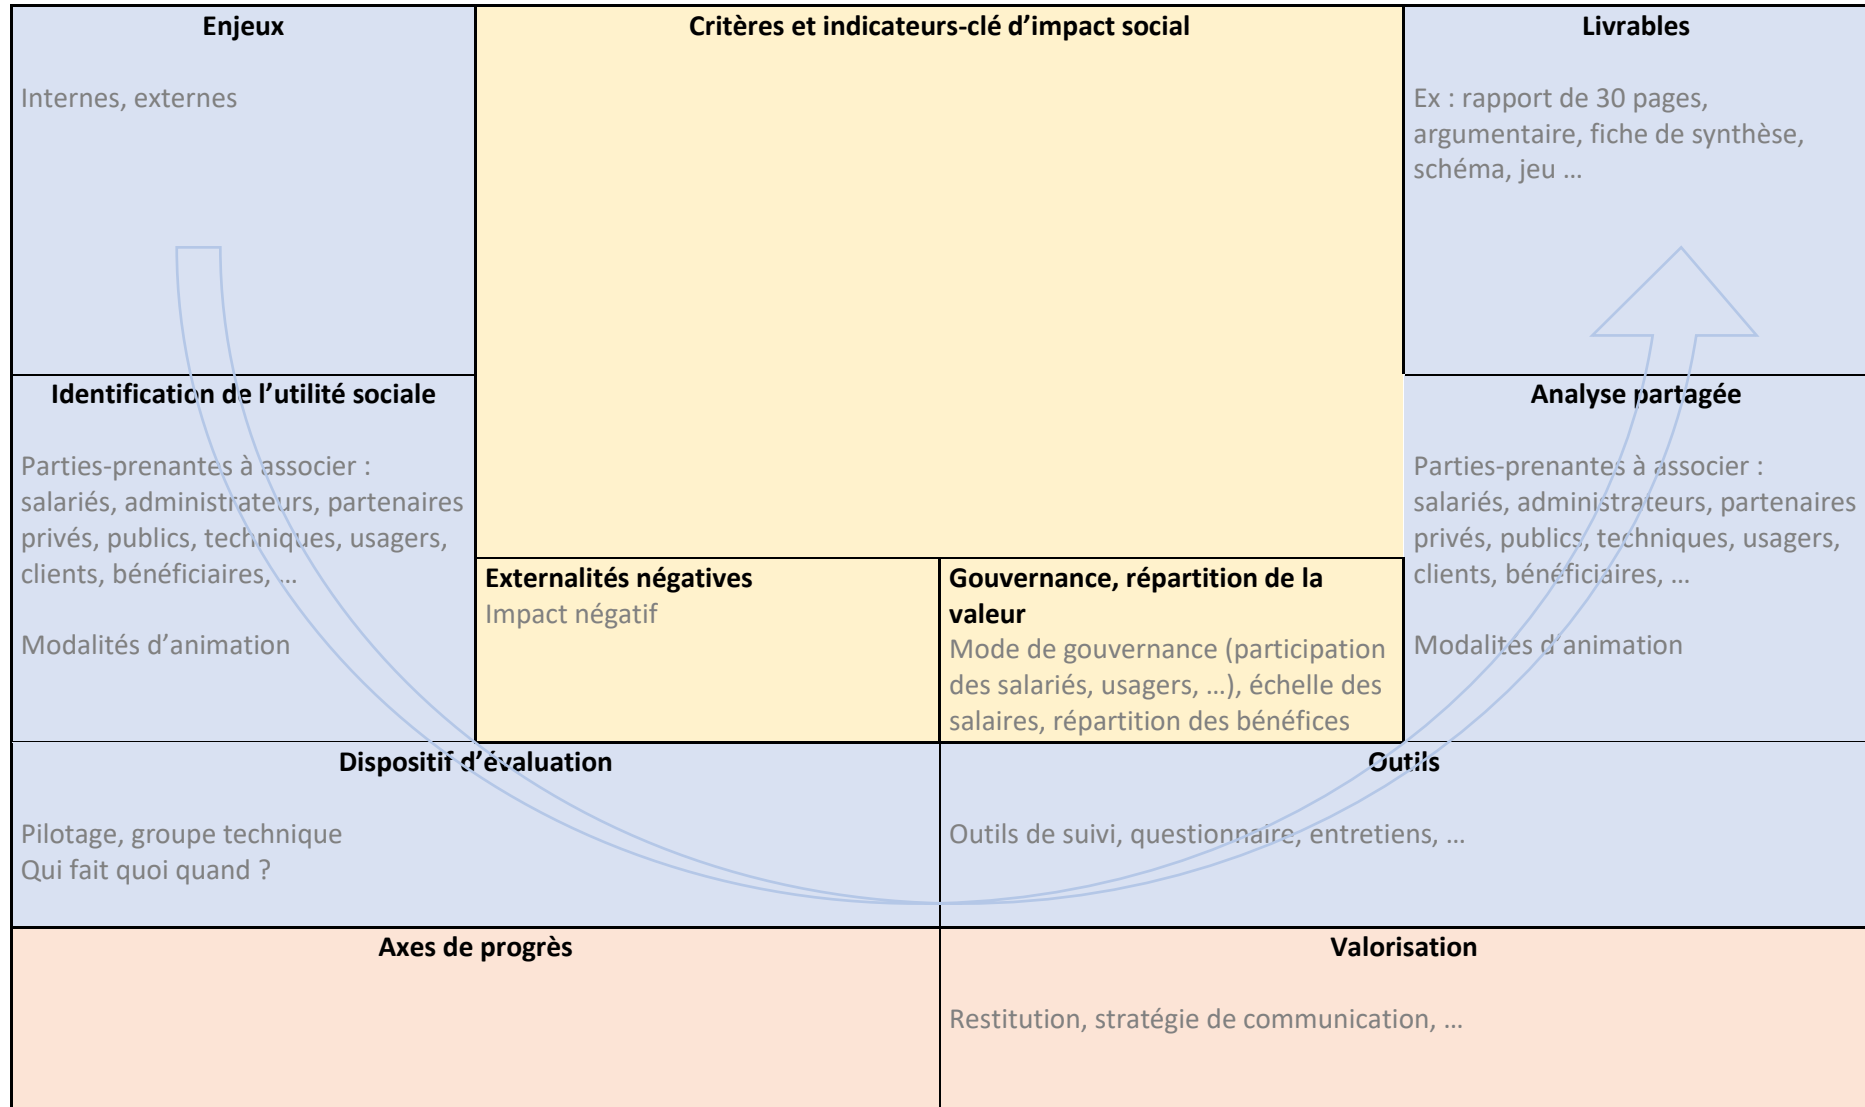 Enjeux
Internes, externes
Critères et indicateurs-clé d’impact social
Livrables
Ex : rapport de 30 pages,
argumentaire, fiche de synthèse,
schéma, jeu …
Identification de l’utilité sociale
Parties-prenantes à associer :
salariés, administrateurs, partenaires
privés, publics, techniques, usagers,
clients, bénéficiaires, …
Modalités d’animation
Externalités négatives
Impact négatif
Gouvernance, répartition de la
valeur
Mode de gouvernance (participation
des salariés, usagers, …), échelle des
salaires, répartition des bénéfices
Analyse partagée
Parties-prenantes à associer :
salariés, administrateurs, partenaires
privés, publics, techniques, usagers,
clients, bénéficiaires, …
Modalités d’animation
Dispositif d’évaluation
Pilotage, groupe technique
Qui fait quoi quand ?
Outils
Outils de suivi, questionnaire, entretiens, …
Axes de progrès
Valorisation
Restitution, stratégie de communication, …